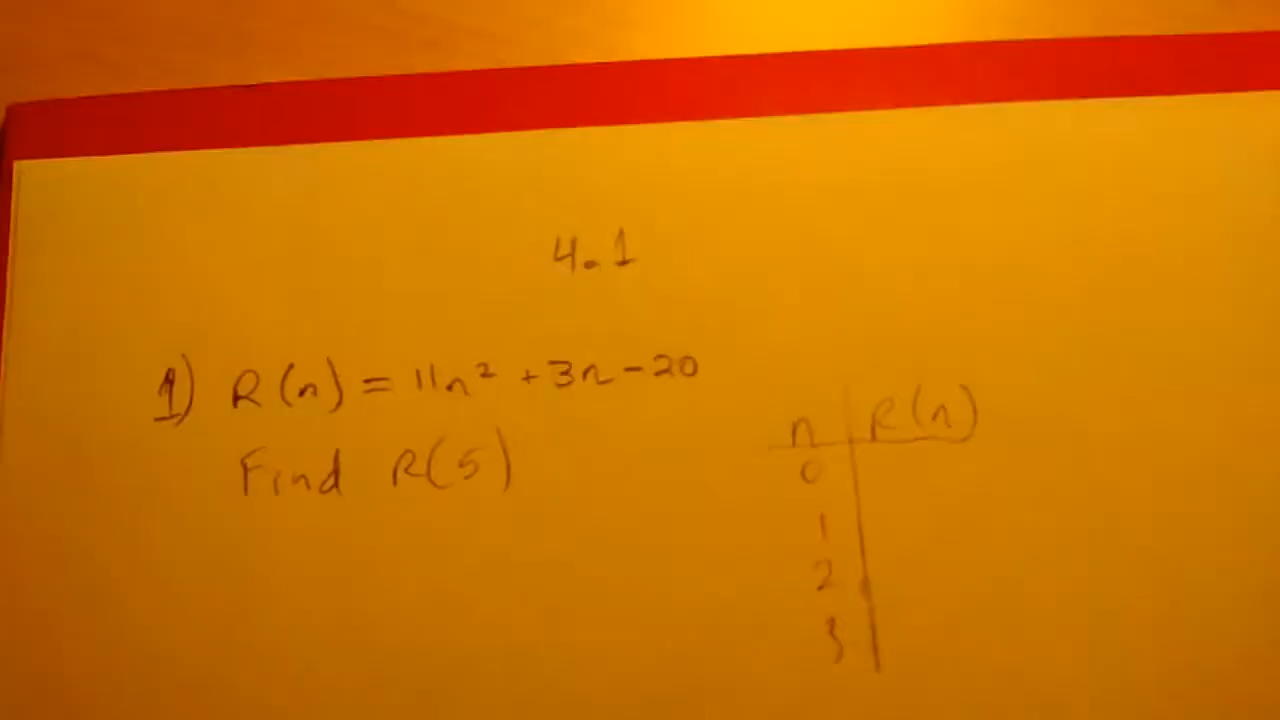 4.1
1) R(n) = 11n² + 3n - 20
Find R(5)
n R(n)
0
1
2
3